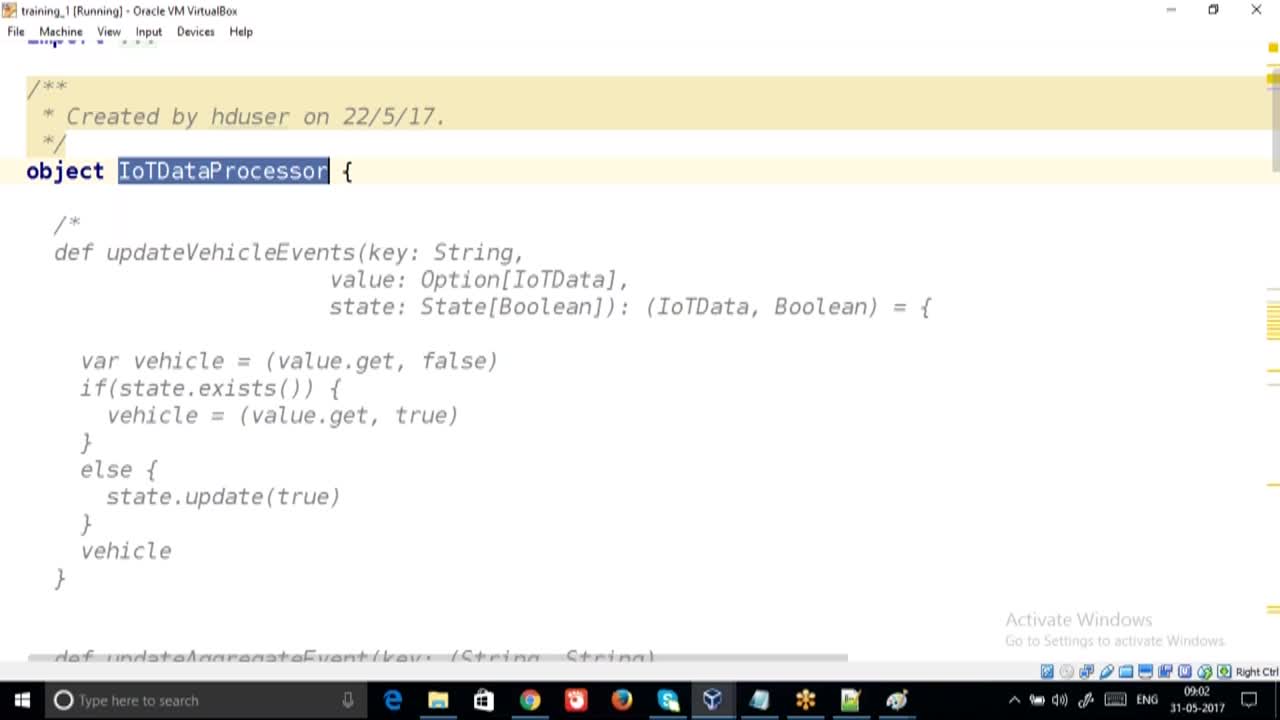 training_1 [Running] - Oracle VM VirtualBox
File Machine View Input Devices Help
import ...
/**
* Created by hduser on 22/5/17.
*/
object IoTDataProcessor {
/*
def updateVehicleEvents(key: String,
value: Option[IoTData],
state: State[Boolean]): (IoTData, Boolean) = {
var vehicle = (value.get, false)
if(state.exists()) {
vehicle = (value.get, true)
}
else {
state.update(true)
}
vehicle
}
def updateAggregateEvent(key: (String, String)
Activate Windows
Go to Settings to activate Windows.
Right Ctrl
Type here to search
ENG
09:02
31-05-2017